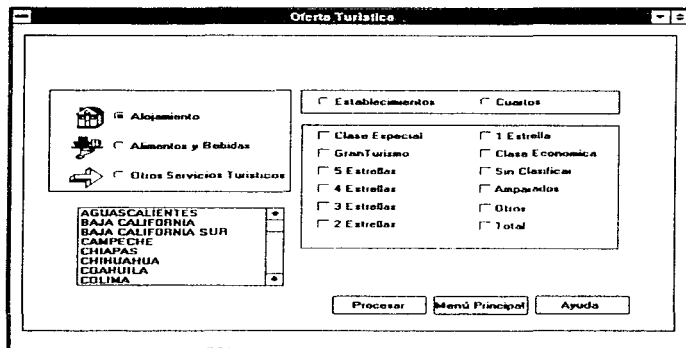 Oferta Turistica
Alojamiento
Alimentos y Bebidas
Otros Servicios Turisticos
Establecimientos
Cuartos
Clase Especial
GranTurismo
5 Estrellas
4 Estrellas
3 Estrellas
2 Estrellas
1 Estrella
Clase Economica
Sin Clasificar
Amparados
Otros
Total
AGUASCALIENTES
BAJA CALIFORNIA
BAJA CALIFORNIA SUR
CAMPECHE
CHIAPAS
CHIHUAHUA
COAHUILA
COLIMA
Procesar
Menú Principal
Ayuda